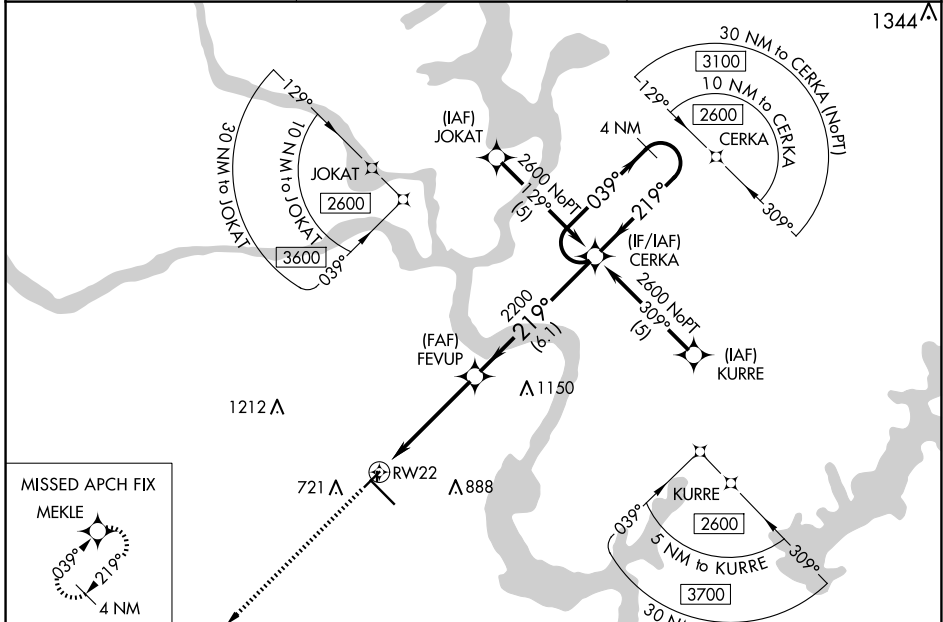 1344
30 NM to CERKA (NoPT)
3100
10 NM to CERKA
2600
129°
CERKA
309°
129°
30 NM to JOKAT
10 NM to JOKAT
JOKAT
2600
3600
039°
(IAF)
JOKAT
2600 NoPT
129°
(5)
4 NM
039°
219°
(IF/IAF)
CERKA
2600 NoPT
309°
(5)
(IAF)
KURRE
2200
219°
(6.1)
(FAF)
FEVUP
1150
1212
RW22
721
888
MISSED APCH FIX
MEKLE
039°
219°
4 NM
KURRE
2600
039°
309°
5 NM to KURRE
3700
30